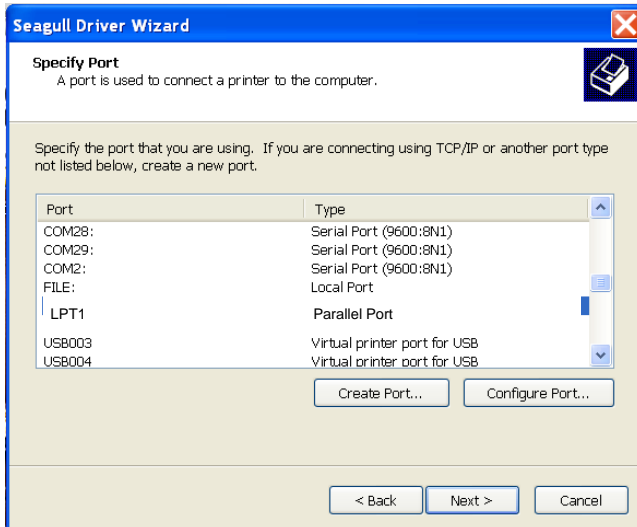 Seagull Driver Wizard
Specify Port
A port is used to connect a printer to the computer.
Specify the port that you are using. If you are connecting using TCP/IP or another port type
not listed below, create a new port.
Port Type
COM28: Serial Port (9600:8N1)
COM29: Serial Port (9600:8N1)
COM2: Serial Port (9600:8N1)
FILE: Local Port
LPT1 Parallel Port
USB003 Virtual printer port for USB
USB004 Virtual printer port for USB
Create Port... Configure Port...
< Back Next > Cancel